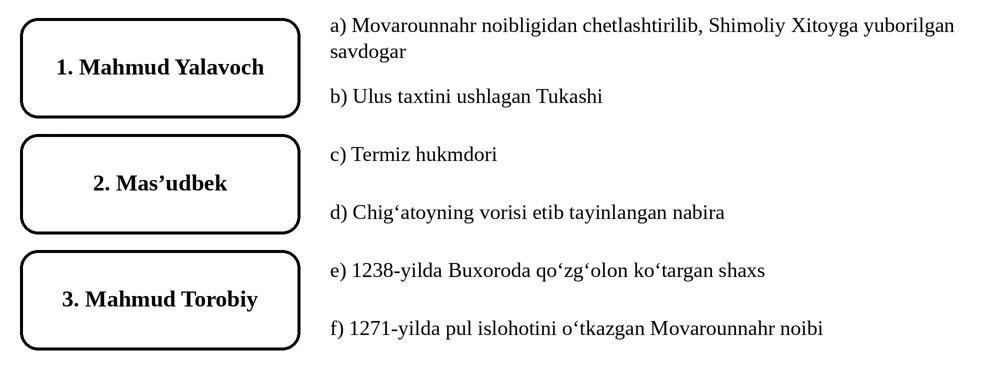 1. Mahmud Yalavoch
2. Mas’udbek
3. Mahmud Torobiy
a) Movarounnahr noibligidan chetlashtirilib, Shimoliy Xitoyga yuborilgan
savdogar
b) Ulus taxtini ushlagan Tukashi
c) Termiz hukmdori
d) Chig‘atoyning vorisi etib tayinlangan nabira
e) 1238-yilda Buxoroda qo‘zg‘olon ko‘targan shaxs
f) 1271-yilda pul islohotini o‘tkazgan Movarounnahr noibi